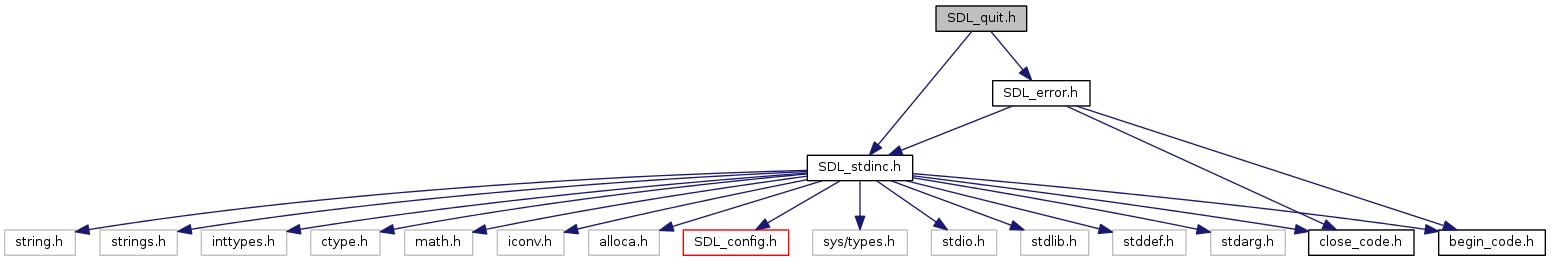 SDL_quit.h
SDL_error.h
SDL_stdinc.h
string.h
strings.h
inttypes.h
ctype.h
math.h
iconv.h
alloca.h
SDL_config.h
sys/types.h
stdio.h
stdlib.h
stddef.h
stdarg.h
close_code.h
begin_code.h